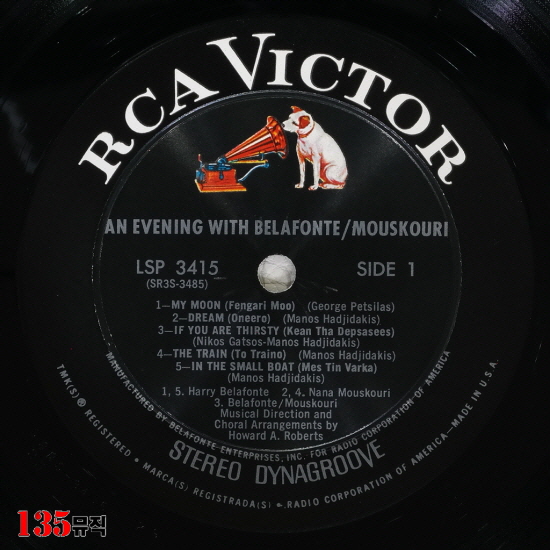 RCA VICTOR
AN EVENING WITH BELAFONTE/MOUSKOURI
LSP 3415
(SR3S-3485)
SIDE 1
1—MY MOON (Fengari Moo) (George Petsilas)
2—DREAM (Oneero) (Manos Hadjidakis)
3—IF YOU ARE THIRSTY (Kean Tha Depsasees)
(Nikos Gatsos-Manos Hadjidakis)
4—THE TRAIN (To Traino) (Manos Hadjidakis)
5—IN THE SMALL BOAT (Mes Tin Varka)
(Manos Hadjidakis)
1, 5. Harry Belafonte 2, 4. Nana Mouskouri
3. Belafonte/Mouskouri
Musical Direction and
Choral Arrangements by
Howard A. Roberts
MANUFACTURED BY BELAFONTE ENTERPRISES, INC. FOR RADIO CORPORATION OF AMERICA
STEREO DYNAGROOVE
TMK(S) ® REGISTERED • MARCA(S) REGISTRADA(S) • RADIO CORPORATION OF AMERICA—MADE IN U.S.A.
135뮤직